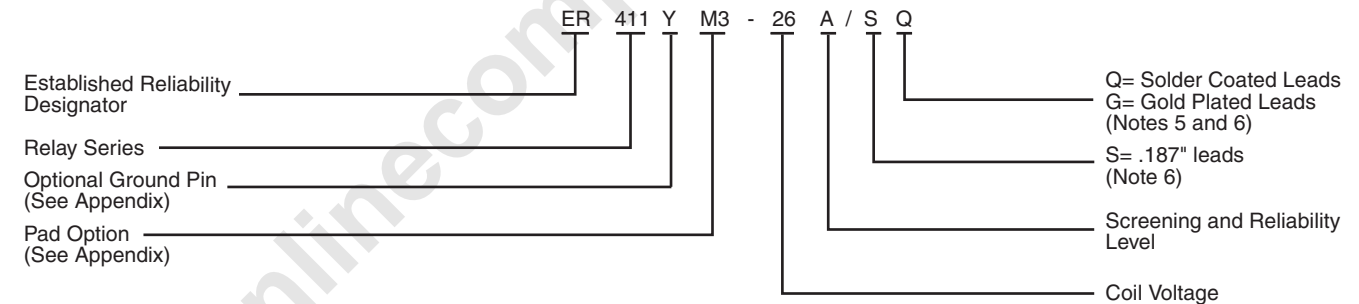 ER 411 Y M3 - 26 A / S Q
Established Reliability
Designator
Relay Series
Optional Ground Pin
(See Appendix)
Pad Option
(See Appendix)
Q= Solder Coated Leads
G= Gold Plated Leads
(Notes 5 and 6)
S= .187" leads
(Note 6)
Screening and Reliability
Level
Coil Voltage